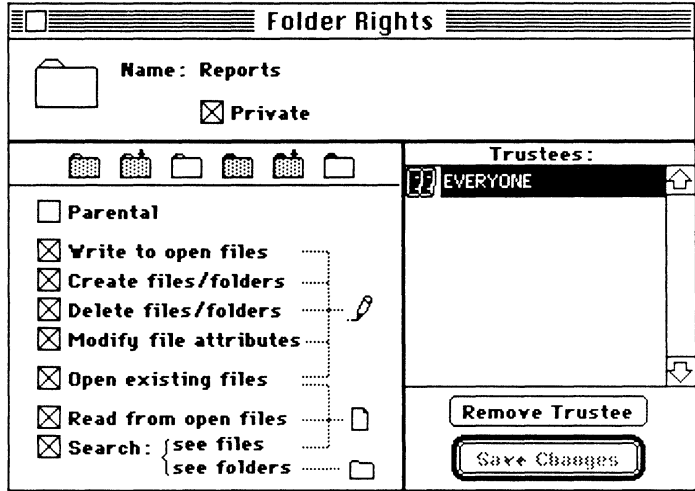 Folder Rights
Name: Reports
Private
Parental
Write to open files
Create files/folders
Delete files/folders
Modify file attributes
Open existing files
Read from open files
Search: see files
see folders
Trustees:
EVERYONE
Remove Trustee
Save Changes